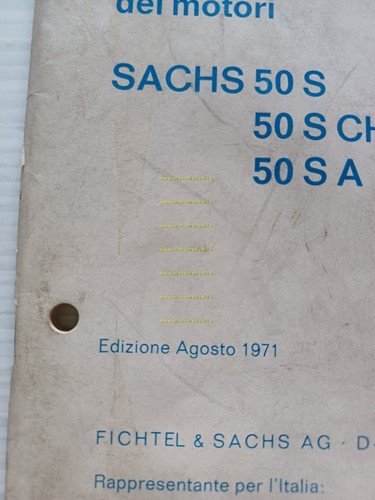 dei motori
SACHS 50 S
50 S CH
50 S A
Edizione Agosto 1971
FICHTEL & SACHS AG · D-
Rappresentante per l'Italia: